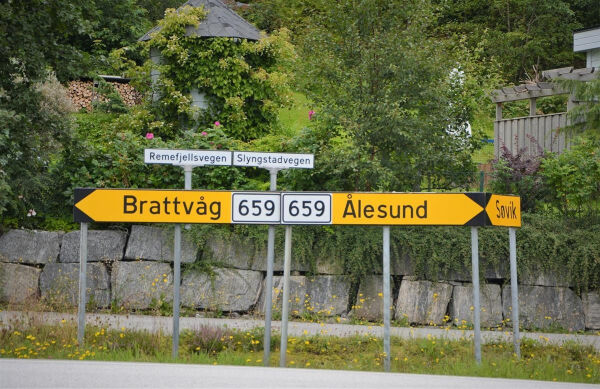 Remefjellsvegen Slyngstadvegen
Brattvåg 659 659 Ålesund Søvik